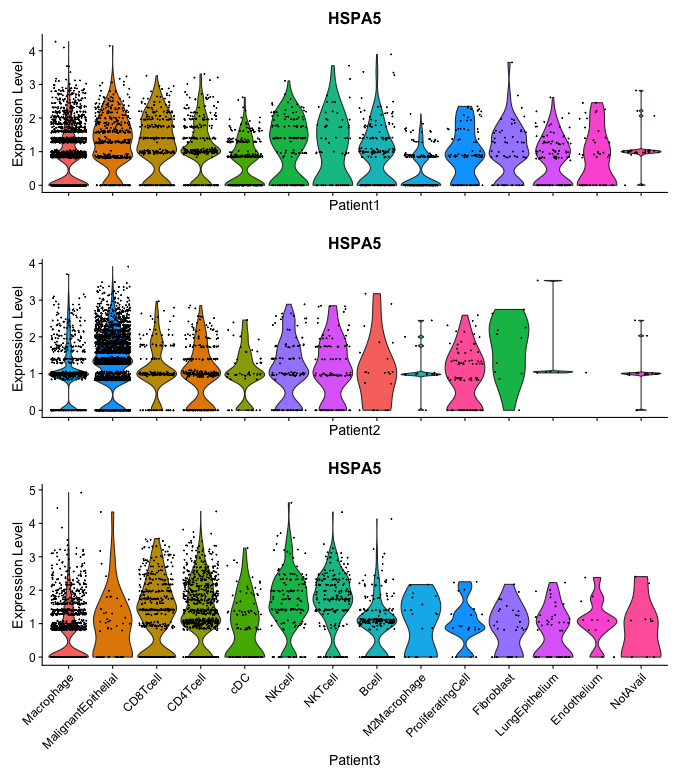 HSPA5
Expression Level
4
3
2
1
0
Patient1
HSPA5
Expression Level
4
3
2
1
0
Patient2
HSPA5
Expression Level
5
4
3
2
1
0
Macrophage
MalignantEpithelial
CD8Tcell
CD4Tcell
cDC
NKcell
NKTcell
Bcell
M2Macrophage
ProliferatingCell
Fibroblast
LungEpithelium
Endothelium
NotAvail
Patient3